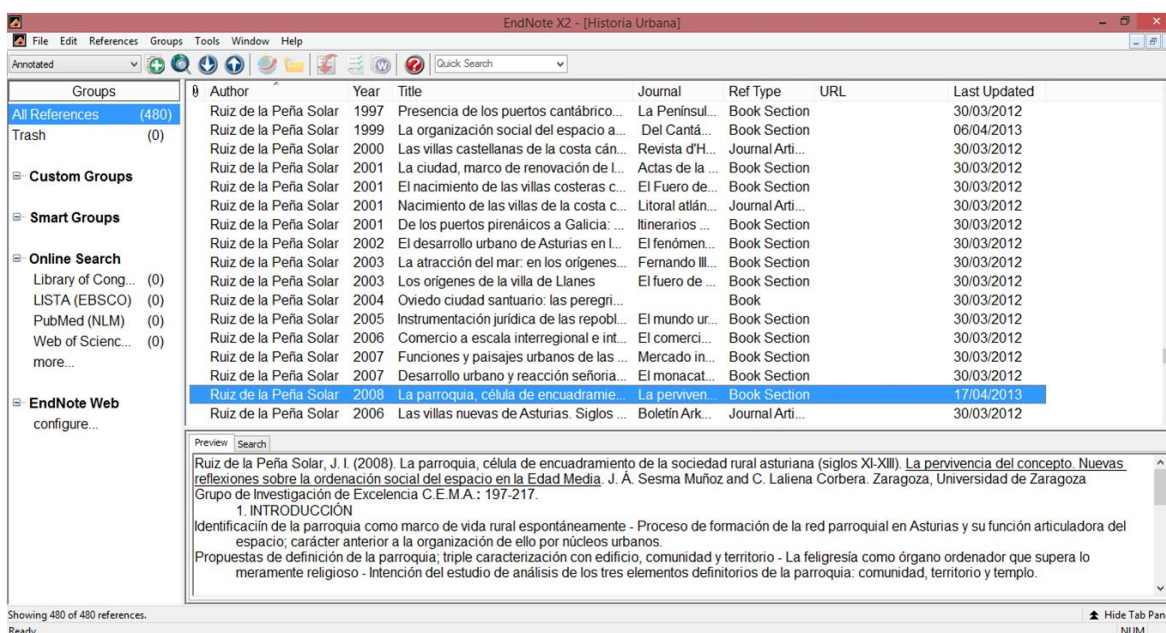 EndNote X2 - [Historia Urbana]
File Edit References Groups Tools Window Help
Annotated Quick Search
Groups Author Year Title Journal Ref Type URL Last Updated
All References (480)
Trash (0)
Custom Groups
Smart Groups
Online Search
Library of Cong... (0)
LISTA (EBSCO) (0)
PubMed (NLM) (0)
Web of Scienc... (0)
more...
EndNote Web
configure...
Ruiz de la Peña Solar 1997 Presencia de los puertos cantábrico... La Penínsul... Book Section 30/03/2012
Ruiz de la Peña Solar 1999 La organización social del espacio a... Del Cantá... Book Section 06/04/2013
Ruiz de la Peña Solar 2000 Las villas castellanas de la costa cán... Revista d'H... Journal Arti... 30/03/2012
Ruiz de la Peña Solar 2001 La ciudad, marco de renovación de l... Actas de la ... Book Section 30/03/2012
Ruiz de la Peña Solar 2001 El nacimiento de las villas costeras c... El Fuero de... Book Section 30/03/2012
Ruiz de la Peña Solar 2001 Nacimiento de las villas de la costa c... Litoral atlán... Journal Arti... 30/03/2012
Ruiz de la Peña Solar 2001 De los puertos pirenáicos a Galicia: ... Itinerarios ... Book Section 30/03/2012
Ruiz de la Peña Solar 2002 El desarrollo urbano de Asturias en l... El fenómen... Book Section 30/03/2012
Ruiz de la Peña Solar 2003 La atracción del mar: en los orígenes... Fernando III... Book Section 30/03/2012
Ruiz de la Peña Solar 2003 Los orígenes de la villa de Llanes El fuero de ... Book Section 30/03/2012
Ruiz de la Peña Solar 2004 Oviedo ciudad santuario: las peregri... Book 30/03/2012
Ruiz de la Peña Solar 2005 Instrumentación jurídica de las repobl... El mundo ur... Book Section 30/03/2012
Ruiz de la Peña Solar 2006 Comercio a escala interregional e int... El comerci... Book Section 30/03/2012
Ruiz de la Peña Solar 2007 Funciones y paisajes urbanos de las ... Mercado in... Book Section 30/03/2012
Ruiz de la Peña Solar 2007 Desarrollo urbano y reacción señoria... El monacat... Book Section 30/03/2012
Ruiz de la Peña Solar 2008 La parroquia, célula de encuadramie... La perviven... Book Section 17/04/2013
Ruiz de la Peña Solar 2006 Las villas nuevas de Asturias. Siglos ... Boletín Ark... Journal Arti... 30/03/2012
Preview Search
Ruiz de la Peña Solar, J. I. (2008). La parroquia, célula de encuadramiento de la sociedad rural asturiana (siglos XI-XIII). La pervivencia del concepto. Nuevas
reflexiones sobre la ordenación social del espacio en la Edad Media. J. Á. Sesma Muñoz and C. Laliena Corbera. Zaragoza, Universidad de Zaragoza
Grupo de Investigación de Excelencia C.E.M.A.: 197-217.
1. INTRODUCCIÓN
Identificaciín de la parroquia como marco de vida rural espontáneamente - Proceso de formación de la red parroquial en Asturias y su función articuladora del
espacio; carácter anterior a la organización de ello por núcleos urbanos.
Propuestas de definición de la parroquia; triple caracterización con edificio, comunidad y territorio - La feligresía como órgano ordenador que supera lo
meramente religioso - Intención del estudio de análisis de los tres elementos definitorios de la parroquia: comunidad, territorio y templo.
Showing 480 of 480 references. Hide Tab Pan
Ready NUM